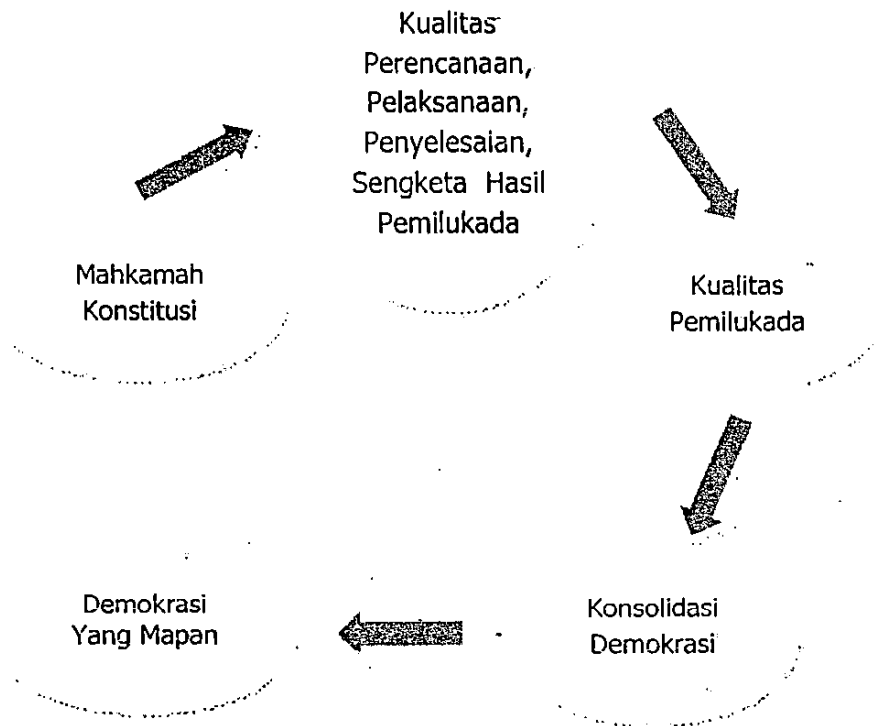 Kualitas
Perencanaan,
Pelaksanaan,
Penyelesaian,
Sengketa Hasil
Pemilukada
Kualitas
Pemilukada
Konsolidasi
Demokrasi
Demokrasi
Yang Mapan
Mahkamah
Konstitusi